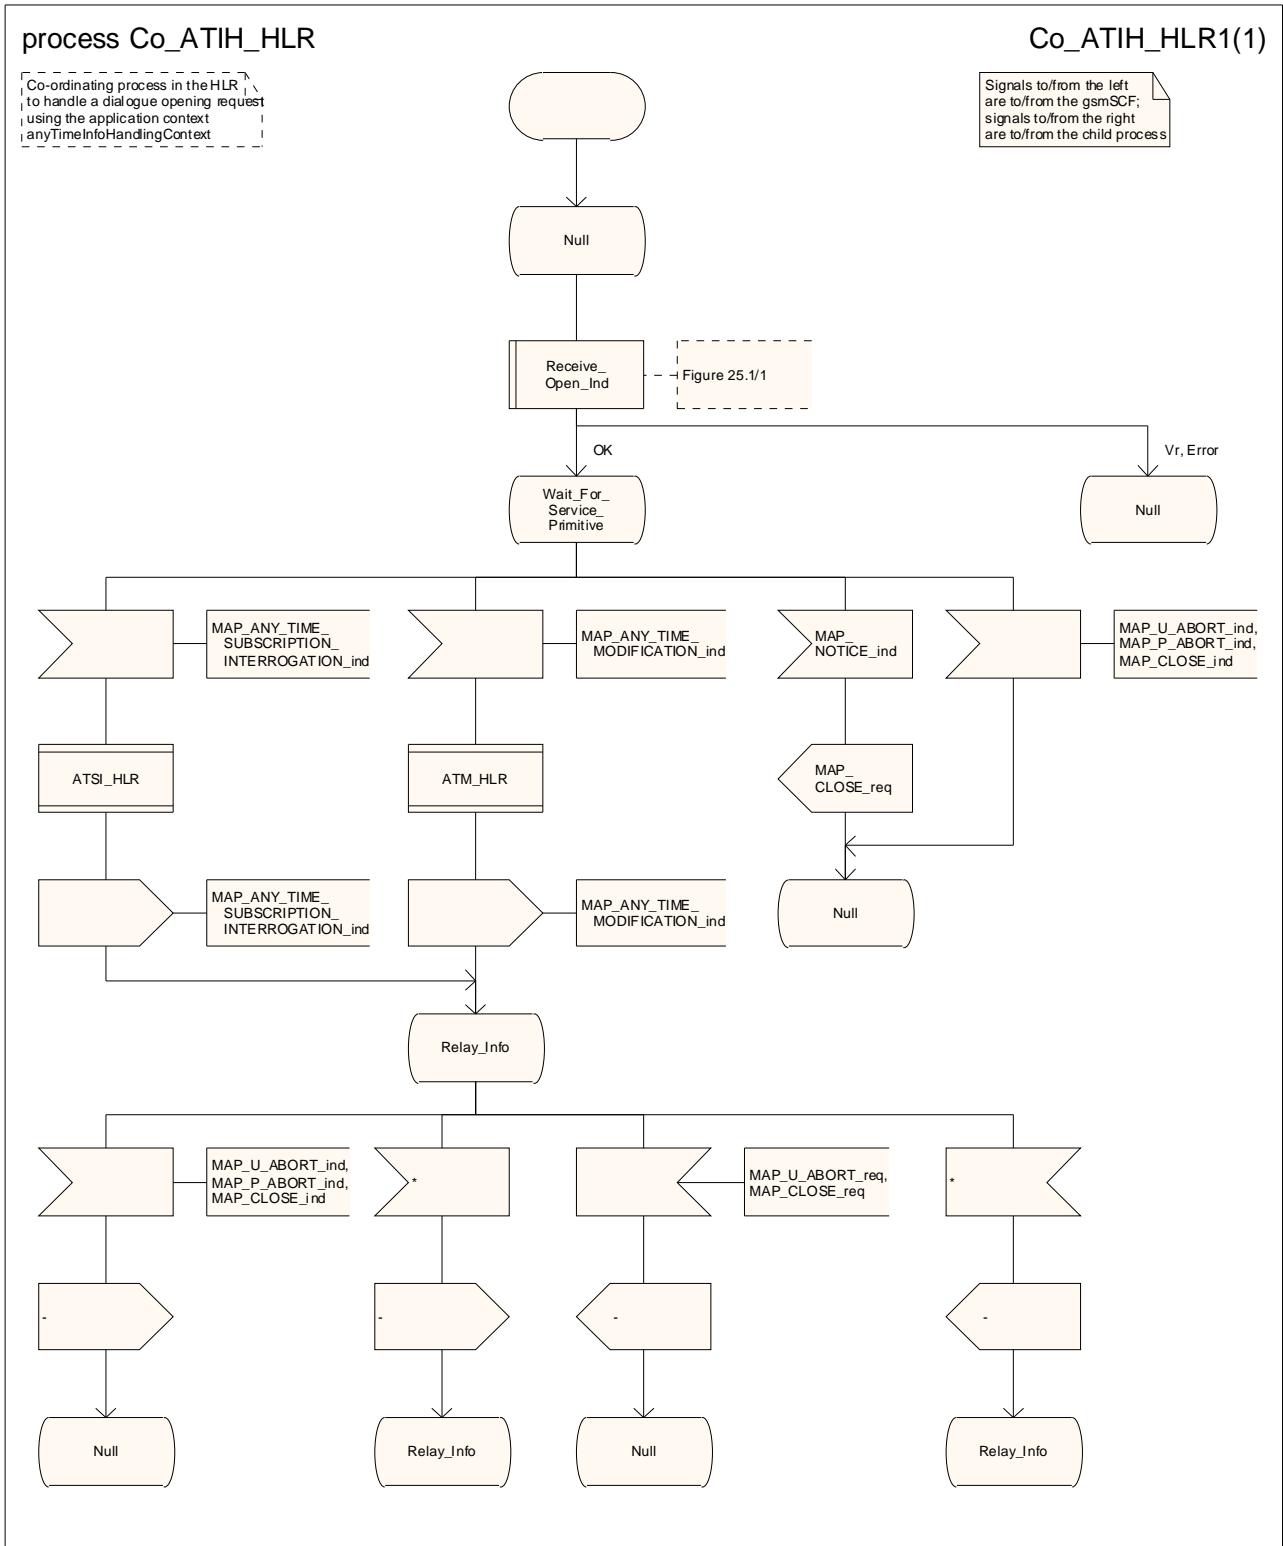 process Co_ATIH_HLR
Co_ATIH_HLR1(1)
Co-ordinating process in the HLR
to handle a dialogue opening request
using the application context
anyTimeInfoHandlingContext
Signals to/from the left
are to/from the gsmSCF;
signals to/from the right
are to/from the child process
Null
Receive_
Open_Ind
Figure 25.1/1
OK
Vr, Error
Wait_For_
Service_
Primitive
Null
MAP_ANY_TIME_
SUBSCRIPTION_
INTERROGATION_ind
MAP_ANY_TIME_
MODIFICATION_ind
MAP_
NOTICE_ind
MAP_U_ABORT_ind,
MAP_P_ABORT_ind,
MAP_CLOSE_ind
ATSI_HLR
ATM_HLR
MAP_
CLOSE_req
MAP_ANY_TIME_
SUBSCRIPTION_
INTERROGATION_ind
MAP_ANY_TIME_
MODIFICATION_ind
Null
Relay_Info
MAP_U_ABORT_ind,
MAP_P_ABORT_ind,
MAP_CLOSE_ind
*
MAP_U_ABORT_req,
MAP_CLOSE_req
*
-
-
-
-
Null
Relay_Info
Null
Relay_Info